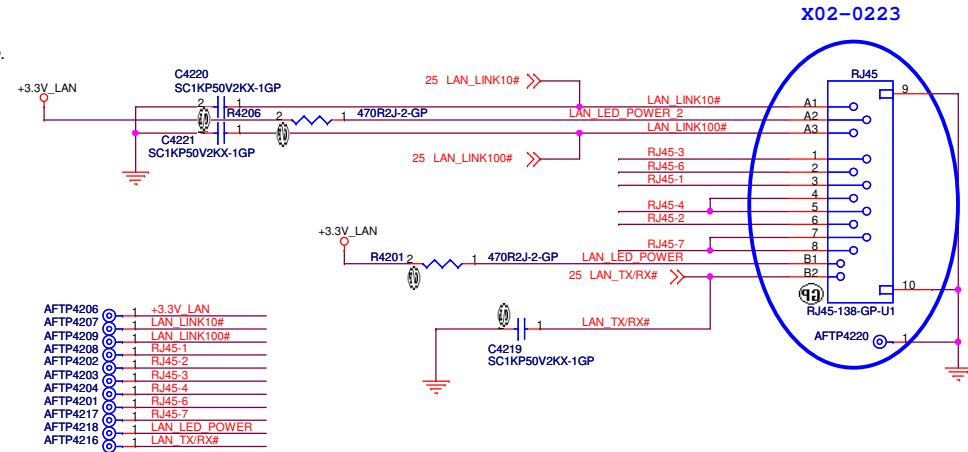 X02-0223
.
+3.3V_LAN
C4220
SC1KP50V2KX-1GP
2
1
R4206
2
1
470R2J-2-GP
2
1
C4221
SC1KP50V2KX-1GP
25 LAN_LINK10#
LAN_LINK10#
LAN_LED_POWER_2
LAN_LINK100#
25 LAN_LINK100#
RJ45
A1
A2
A3
9
RJ45-3
1
RJ45-6
2
RJ45-1
3
4
RJ45-4
5
RJ45-2
6
7
RJ45-7
8
+3.3V_LAN
R4201
2
1
470R2J-2-GP
LAN_LED_POWER
B1
25 LAN_TX/RX#
B2
10
GP
RJ45-138-GP-U1
AFTP4220
1
1
LAN_TX/RX#
C4219
SC1KP50V2KX-1GP
AFTP4206 1 +3.3V_LAN
AFTP4207 1 LAN_LINK10#
AFTP4209 1 LAN_LINK100#
AFTP4208 1 RJ45-1
AFTP4202 1 RJ45-2
AFTP4203 1 RJ45-3
AFTP4204 1 RJ45-4
AFTP4201 1 RJ45-6
AFTP4217 1 RJ45-7
AFTP4218 1 LAN_LED_POWER
AFTP4216 1 LAN_TX/RX#